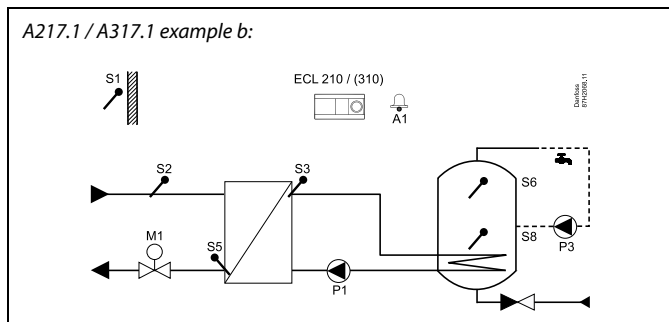 A217.1 / A317.1 example b:
S1
ECL 210 / (310)
A1
Danfoss
87H2068.11
S2
S3
S6
M1
S5
S8
P1
P3